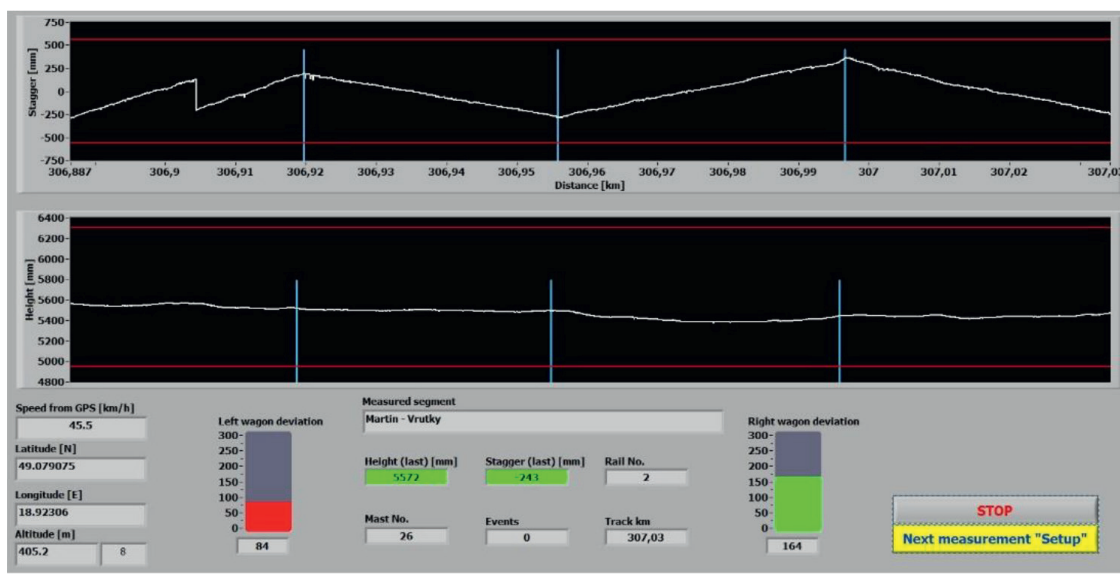 750
500
250
0
-250
-500
-750
Stagger [mm]
306,887 306,9 306,91 306,92 306,93 306,94 306,95 306,96 306,97 306,98 306,99 307 307,01 307,02 307,03
Distance [km]
6400
6200
6000
5800
5600
5400
5200
5000
4800
Height [mm]
Speed from GPS [km/h]
45.5
Latitude [N]
49.079075
Longitude [E]
18.92306
Altitude [m]
405.2 8
Left wagon deviation
300
250
200
150
100
50
0
84
Measured segment
Martin - Vrutky
Height (last) [mm] Stagger (last) [mm] Rail No.
5572 -243 2
Mast No. Events Track km
26 0 307,03
Right wagon deviation
300
250
200
150
100
50
0
164
STOP
Next measurement "Setup"